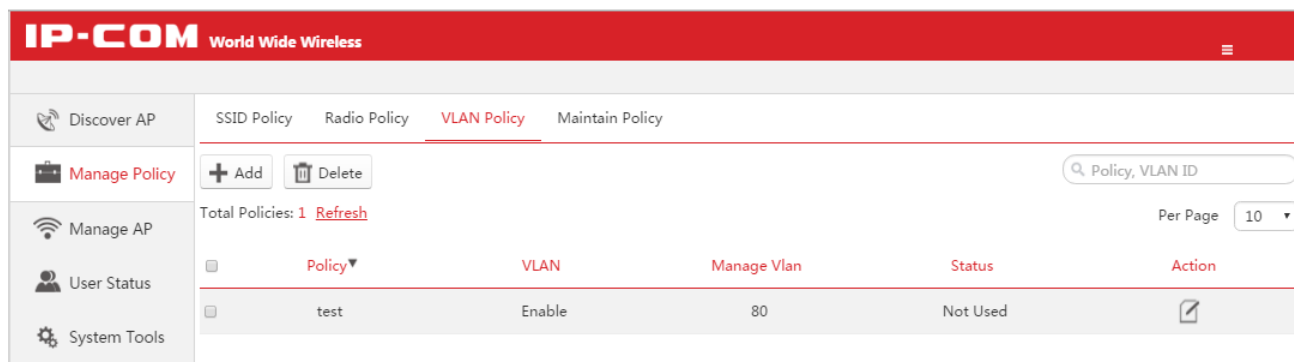 IP-COM World Wide Wireless
Discover AP
Manage Policy
Manage AP
User Status
System Tools
SSID Policy Radio Policy VLAN Policy Maintain Policy
Add Delete Policy, VLAN ID
Total Policies: 1 Refresh Per Page 10
Policy▼ VLAN Manage Vlan Status Action
test Enable 80 Not Used